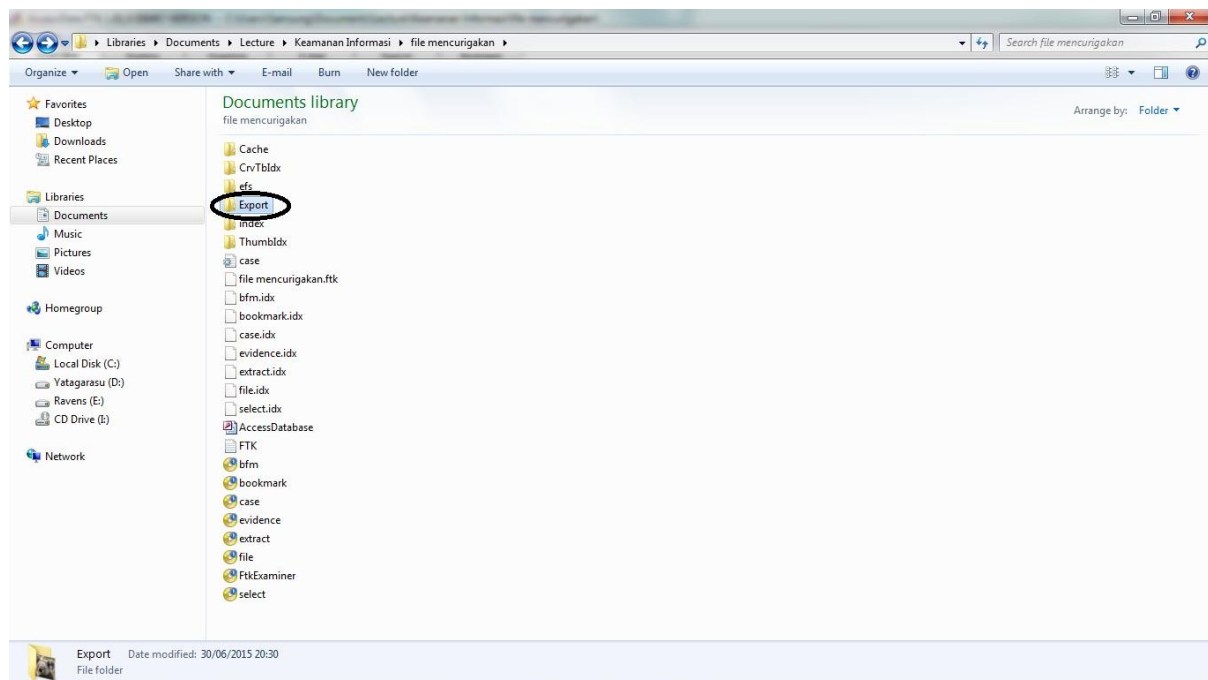 Libraries ▸ Documents ▸ Lecture ▸ Keamanan Informasi ▸ file mencurigakan ▸
Search file mencurigakan
Organize Open Share with E-mail Burn New folder
Favorites
Desktop
Downloads
Recent Places
Libraries
Documents
Music
Pictures
Videos
Homegroup
Computer
Local Disk (C:)
Yatagarasu (D:)
Ravens (E:)
CD Drive (I:)
Network
Documents library
file mencurigakan
Arrange by: Folder
Cache
CrvTbIdx
efs
Export
index
ThumbIdx
case
file mencurigakan.ftk
bfm.idx
bookmark.idx
case.idx
evidence.idx
extract.idx
file.idx
select.idx
AccessDatabase
FTK
bfm
bookmark
case
evidence
extract
file
FtkExaminer
select
Export Date modified: 30/06/2015 20:30
File folder